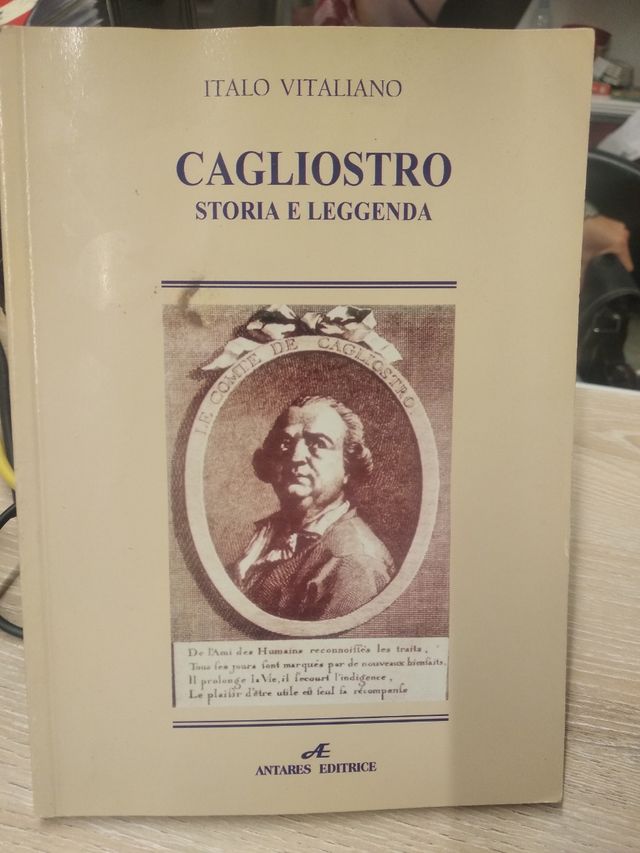 ITALO VITALIANO
CAGLIOSTRO
STORIA E LEGGENDA
LE COMTE DE CAGLIOSTRO
De l'Ami des Humains reconnoiſſés les traits,
Tous ſes jours ſont marqués par de nouveaux bienfaits,
Il prolonge la Vie, il ſecourt l'indigence,
Le plaiſir d'être utile eſt ſeul ſa récompenſe
Æ
ANTARES EDITRICE